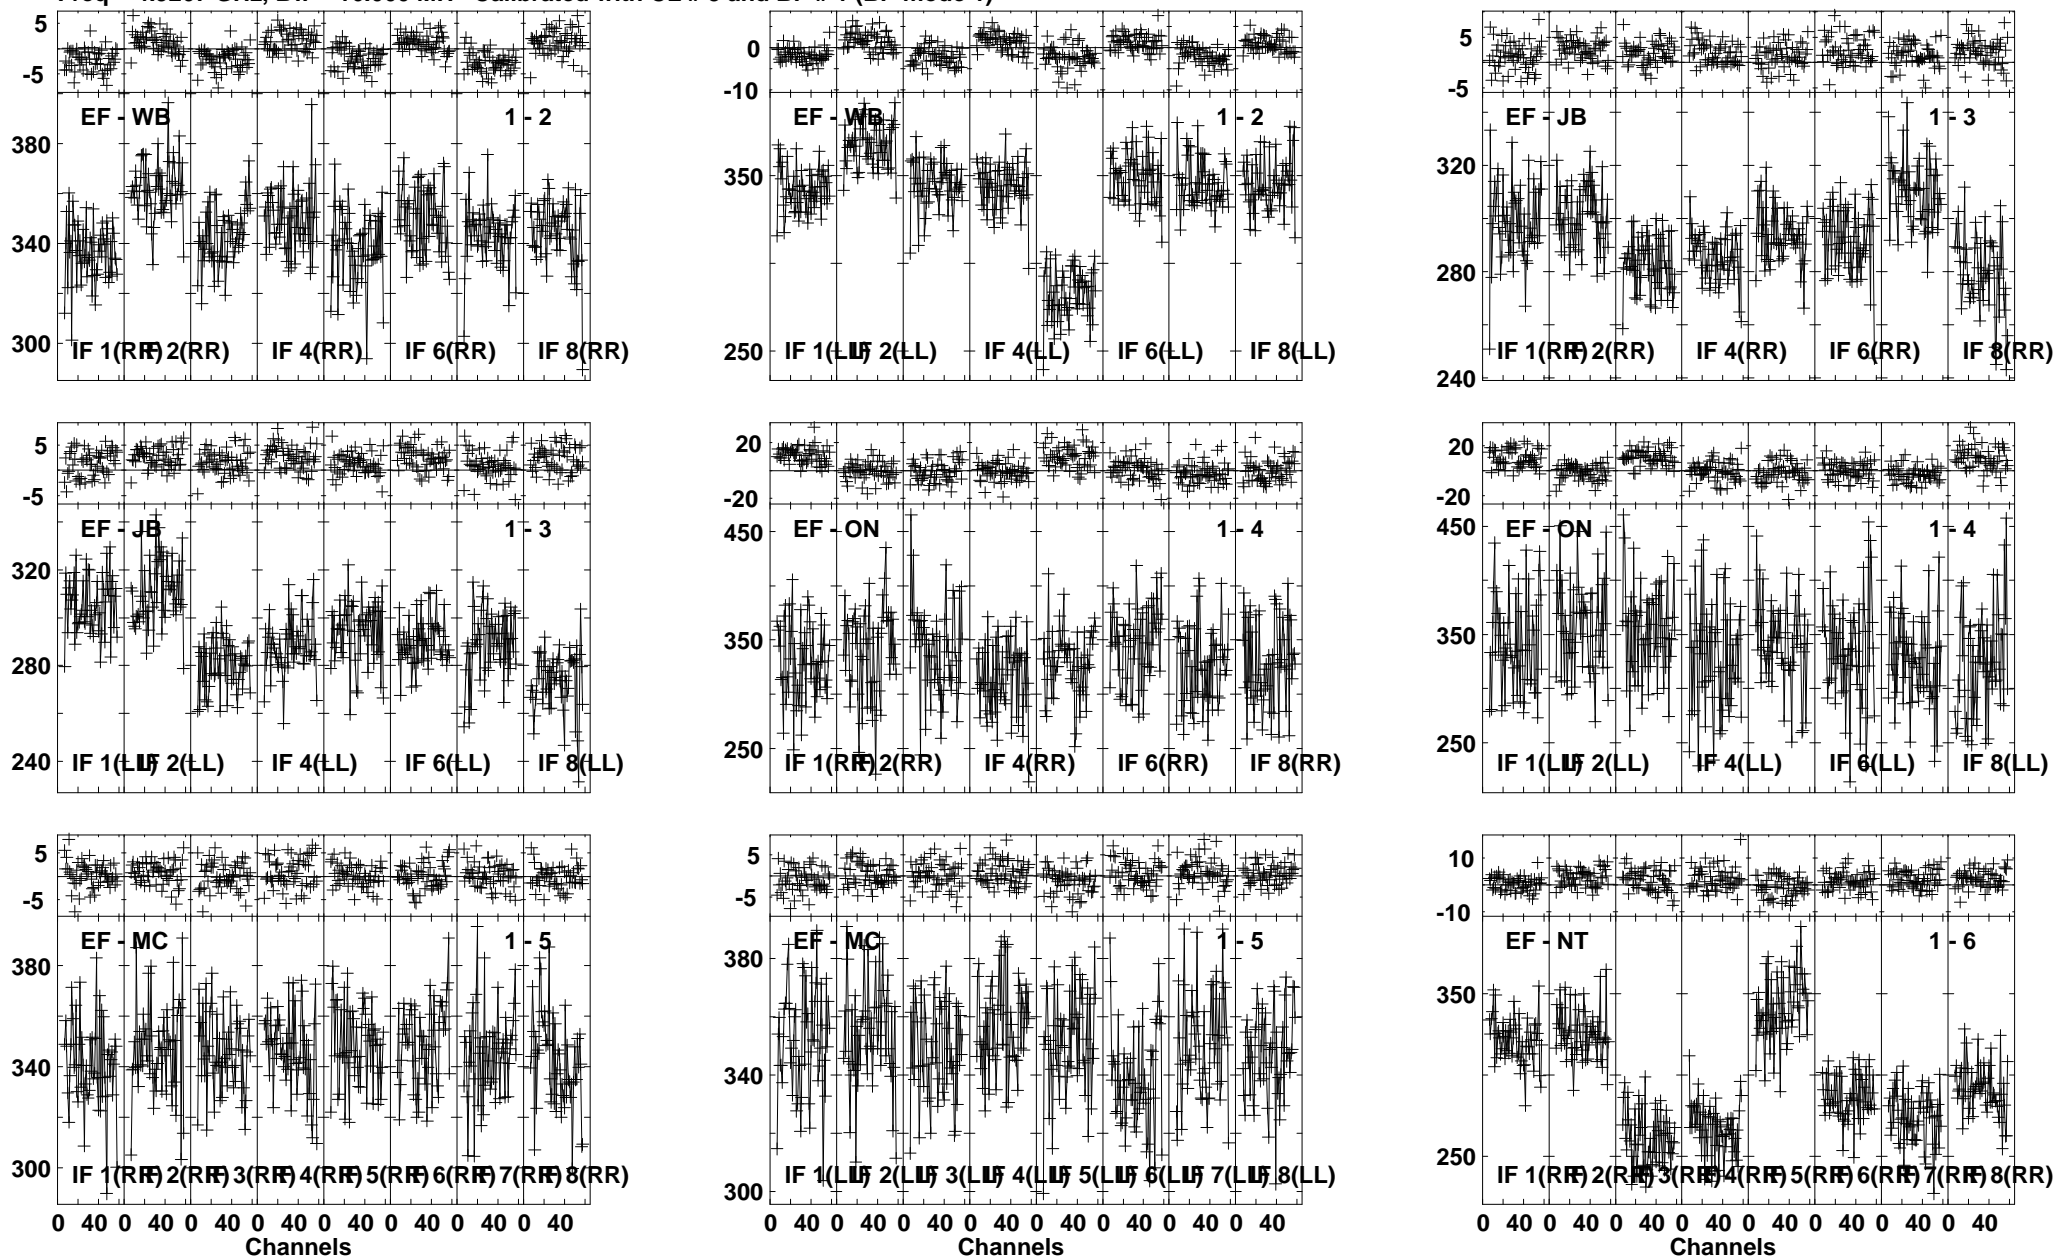 5
-5
EF - WB 1 - 2
380
340
300
IF 1(RR) IF 2(RR) IF 4(RR) IF 6(RR) IF 8(RR)
0
-10
EF - WB 1 - 2
350
250
IF 1(LL) IF 2(LL) IF 4(LL) IF 6(LL) IF 8(LL)
5
-5
EF - JB 1 - 3
320
280
240
IF 1(RR) IF 2(RR) IF 4(RR) IF 6(RR) IF 8(RR)
5
-5
EF - JB 1 - 3
320
280
240
IF 1(LL) IF 2(LL) IF 4(LL) IF 6(LL) IF 8(LL)
20
-20
EF - ON 1 - 4
450
350
250
IF 1(RR) IF 2(RR) IF 4(RR) IF 6(RR) IF 8(RR)
20
-20
EF - ON 1 - 4
450
350
250
IF 1(LL) IF 2(LL) IF 4(LL) IF 6(LL) IF 8(LL)
5
-5
EF - MC 1 - 5
380
340
300
IF 1(RR) IF 2(RR) IF 3(RR) IF 4(RR) IF 5(RR) IF 6(RR) IF 7(RR) IF 8(RR)
0 40 0 40 0 40 0 40 0 40 0 40 0 40 0 40
Channels
5
-5
EF - MC 1 - 5
380
340
300
IF 1(LL) IF 2(LL) IF 3(LL) IF 4(LL) IF 5(LL) IF 6(LL) IF 7(LL) IF 8(LL)
0 40 0 40 0 40 0 40 0 40 0 40 0 40 0 40
Channels
10
-10
EF - NT 1 - 6
350
250
IF 1(RR) IF 2(RR) IF 3(RR) IF 4(RR) IF 5(RR) IF 6(RR) IF 7(RR) IF 8(RR)
0 40 0 40 0 40 0 40 0 40 0 40 0 40 0 40
Channels